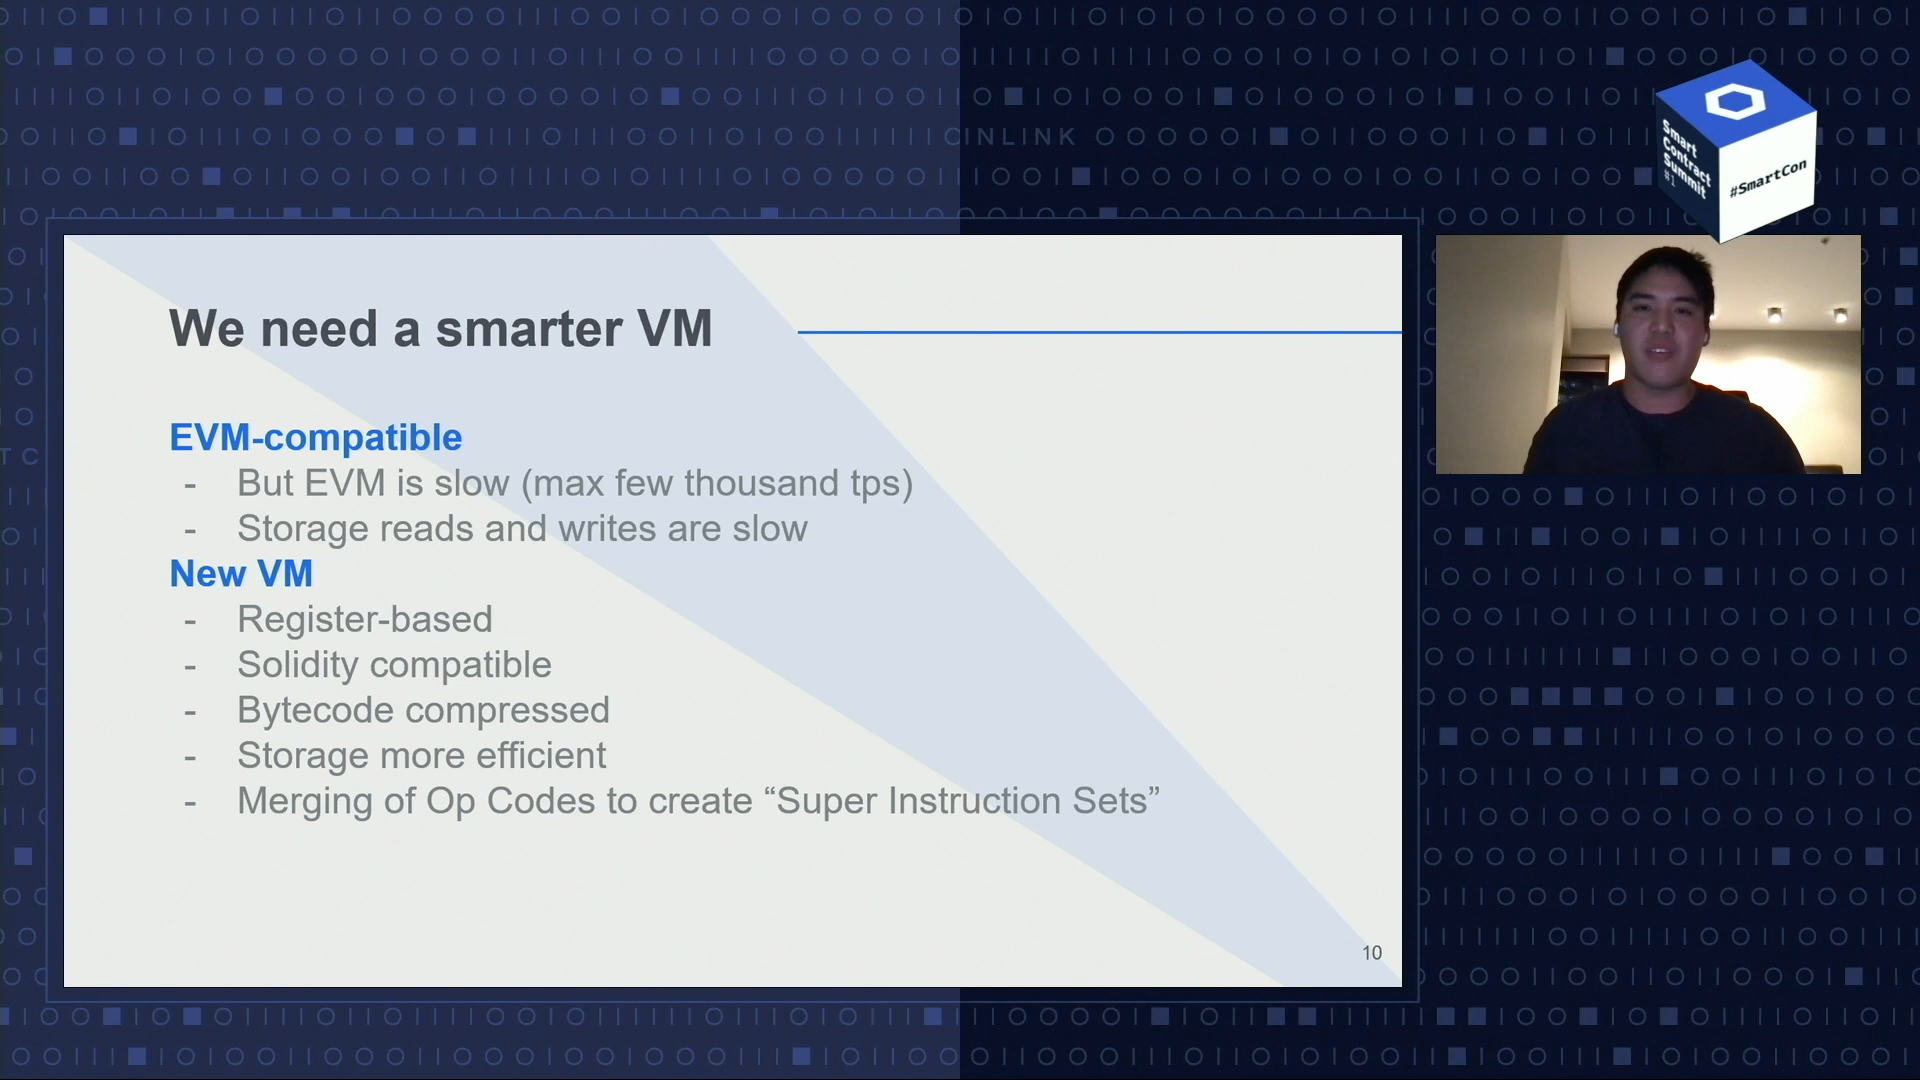 INLINK
Smart
Contract
Summit
#1
#SmartCon
We need a smarter VM
EVM-compatible
- But EVM is slow (max few thousand tps)
- Storage reads and writes are slow
New VM
- Register-based
- Solidity compatible
- Bytecode compressed
- Storage more efficient
- Merging of Op Codes to create “Super Instruction Sets”
10